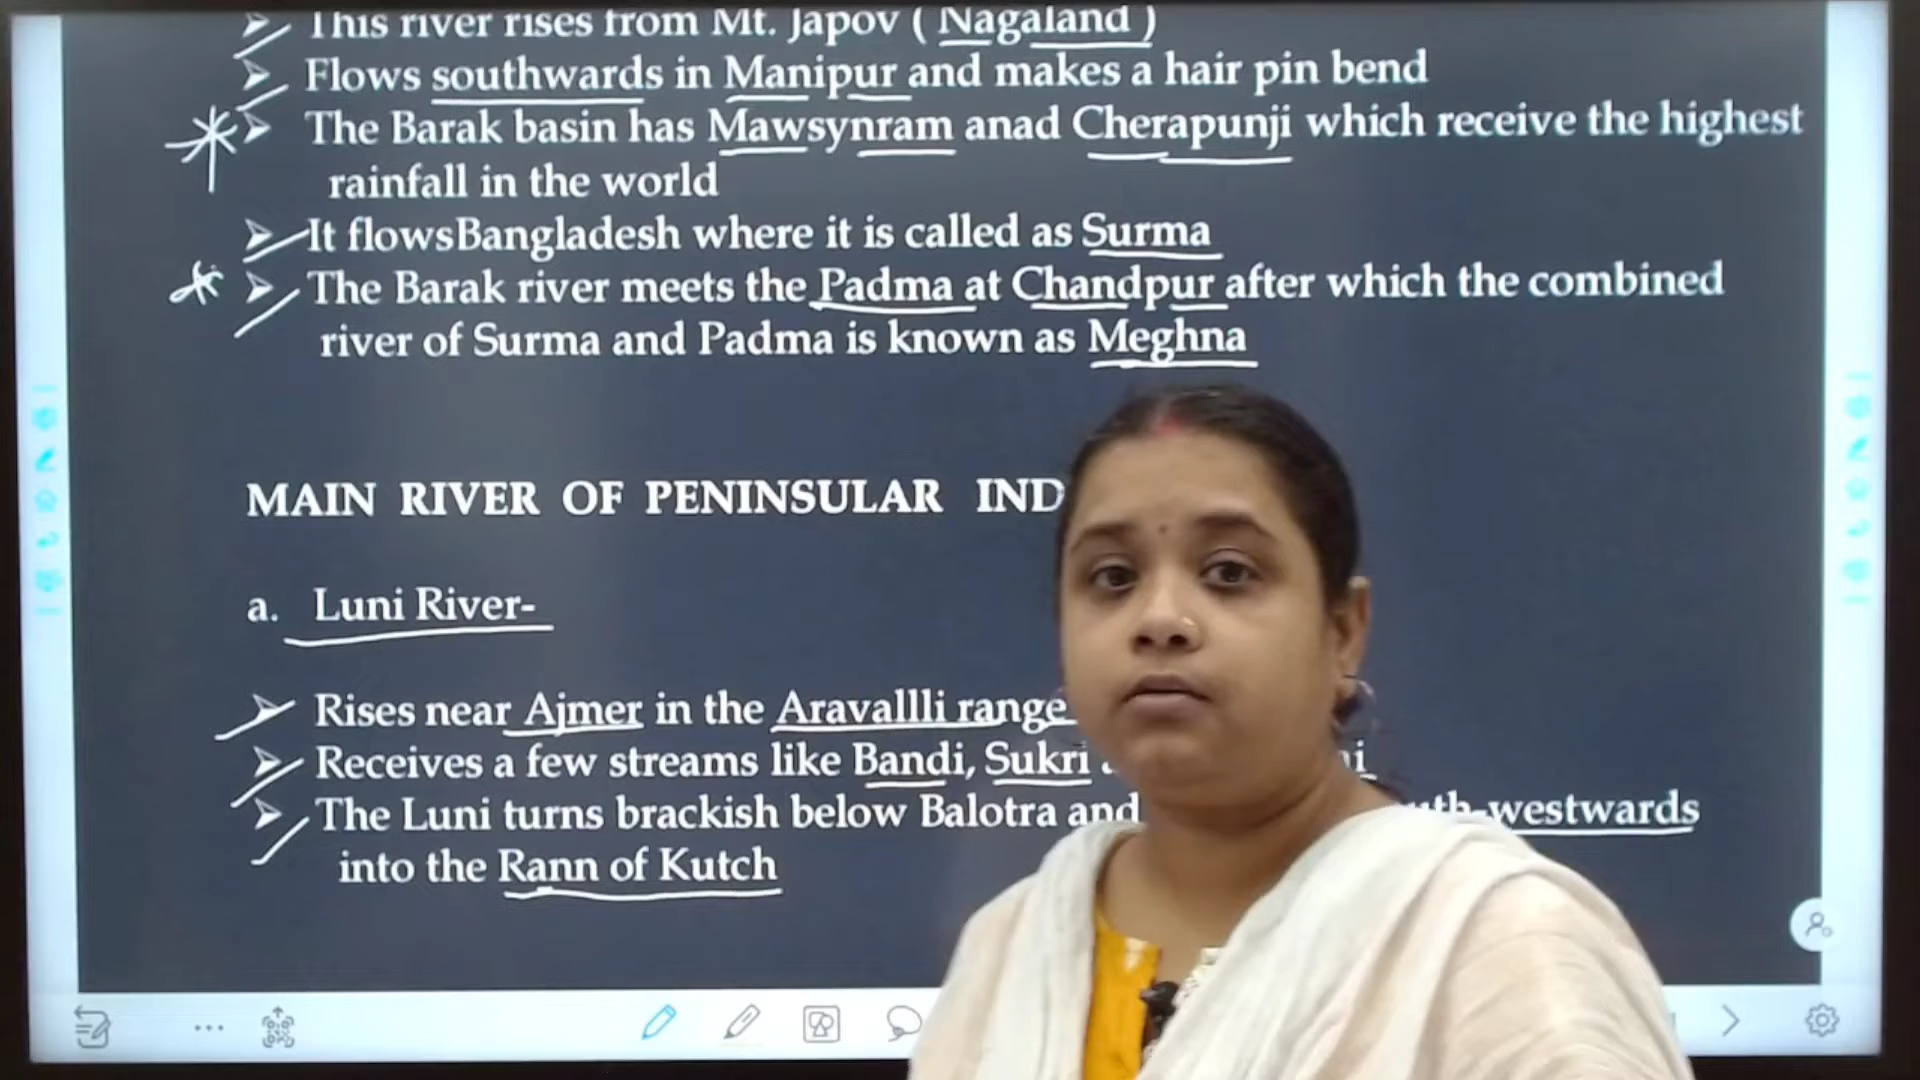 This river rises from Mt. Japov ( Nagaland )
Flows southwards in Manipur and makes a hair pin bend
The Barak basin has Mawsynram anad Cherapunji which receive the highest
rainfall in the world
It flowsBangladesh where it is called as Surma
The Barak river meets the Padma at Chandpur after which the combined
river of Surma and Padma is known as Meghna
MAIN RIVER OF PENINSULAR
a. Luni River-
Rises near Ajmer in the Aravallli range
Receives a few streams like Bandi, Sukri
The Luni turns brackish below Balotra and
into the Rann of Kutch